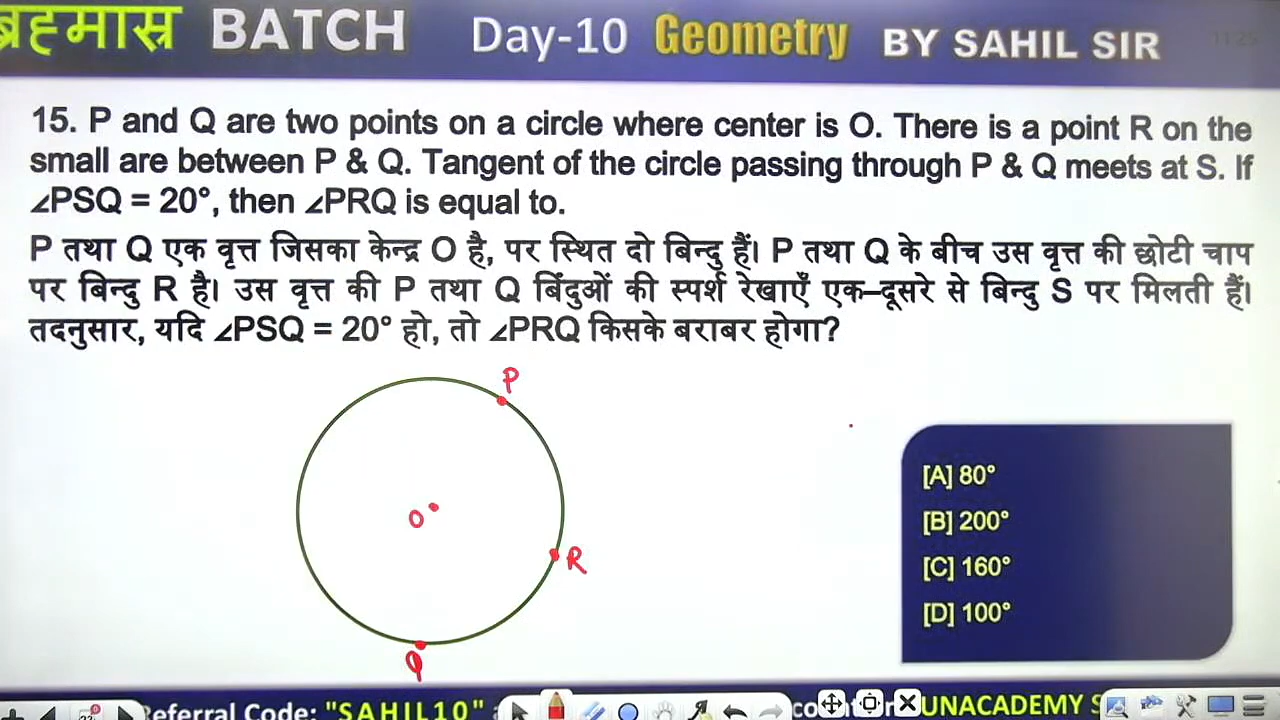 ब्रह्मास्त्र BATCH Day-10 Geometry BY SAHIL SIR
15. P and Q are two points on a circle where center is O. There is a point R on the
small are between P & Q. Tangent of the circle passing through P & Q meets at S. If
∠PSQ = 20°, then ∠PRQ is equal to.
P तथा Q एक वृत्त जिसका केन्द्र O है, पर स्थित दो बिन्दु हैं। P तथा Q के बीच उस वृत्त की छोटी चाप
पर बिन्दु R है। उस वृत्त की P तथा Q बिंदुओं की स्पर्श रेखाएँ एक–दूसरे से बिन्दु S पर मिलती हैं।
तदनुसार, यदि ∠PSQ = 20° हो, तो ∠PRQ किसके बराबर होगा?
P
O
R
Q
[A] 80°
[B] 200°
[C] 160°
[D] 100°
Referral Code: "SAHIL10" UNACADEMY S